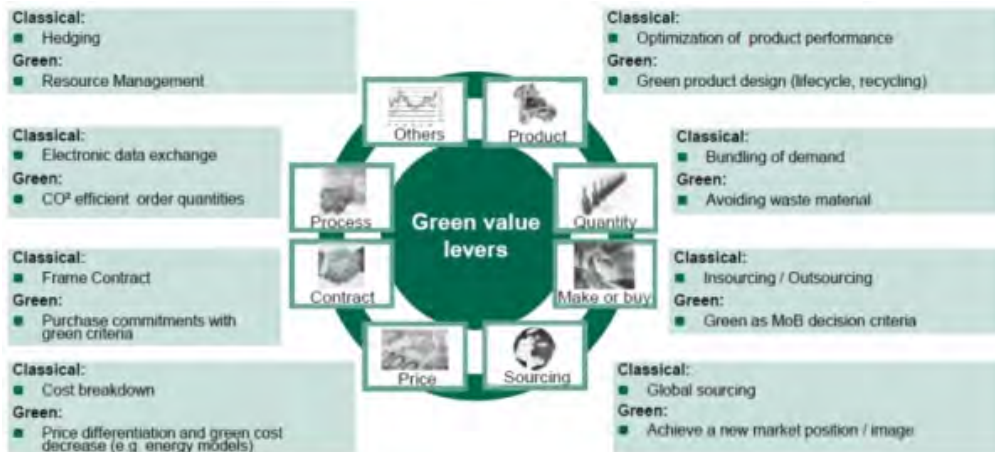 Classical:
■ Hedging
Green:
■ Resource Management
Classical:
■ Optimization of product performance
Green:
■ Green product design (lifecycle, recycling)
Others
Product
Classical:
■ Electronic data exchange
Green:
■ CO² efficient order quantities
Classical:
■ Bundling of demand
Green:
■ Avoiding waste material
Process
Quantity
Green value
levers
Contract
Make or buy
Classical:
■ Frame Contract
Green:
■ Purchase commitments with
green criteria
Classical:
■ Insourcing / Outsourcing
Green:
■ Green as MoB decision criteria
Price
Sourcing
Classical:
■ Cost breakdown
Green:
■ Price differentiation and green cost
decrease (e.g. energy models)
Classical:
■ Global sourcing
Green:
■ Achieve a new market position / image